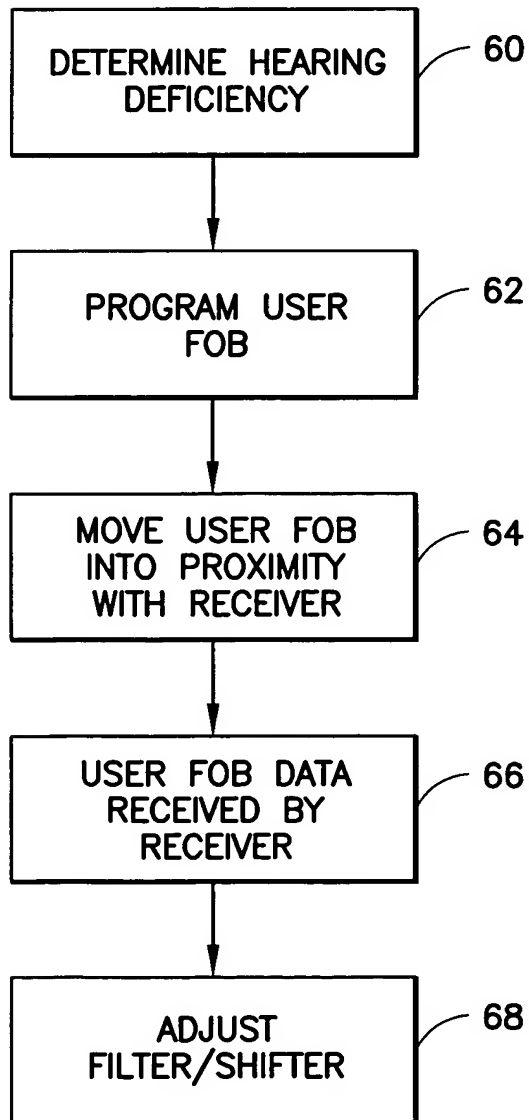 DETERMINE HEARING
DEFICIENCY
60
PROGRAM USER
FOB
62
MOVE USER FOB
INTO PROXIMITY
WITH RECEIVER
64
USER FOB DATA
RECEIVED BY
RECEIVER
66
ADJUST
FILTER/SHIFTER
68